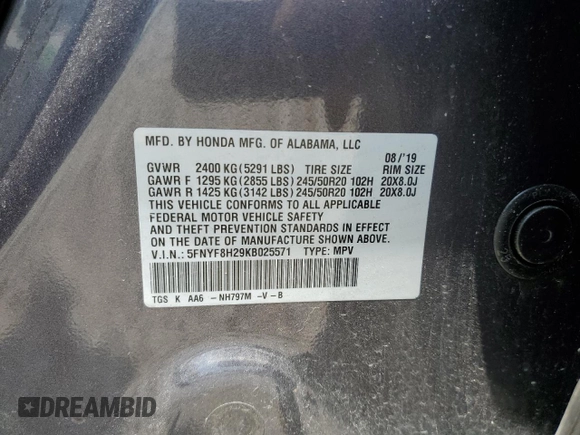 MFD. BY HONDA MFG. OF ALABAMA, LLC 08/'19
GVWR 2400 KG (5291 LBS) TIRE SIZE RIM SIZE
GAWR F 1295 KG (2855 LBS) 245/50R20 102H 20X8.0J
GAWR R 1425 KG (3142 LBS) 245/50R20 102H 20X8.0J
THIS VEHICLE CONFORMS TO ALL APPLICABLE
FEDERAL MOTOR VEHICLE SAFETY
AND THEFT PREVENTION STANDARDS IN EFFECT
ON THE DATE OF MANUFACTURE SHOWN ABOVE.
V.I.N.: 5FNYF8H29KB025571 TYPE: MPV
TGS K AA6 -NH797M -V-B
DREAMBID